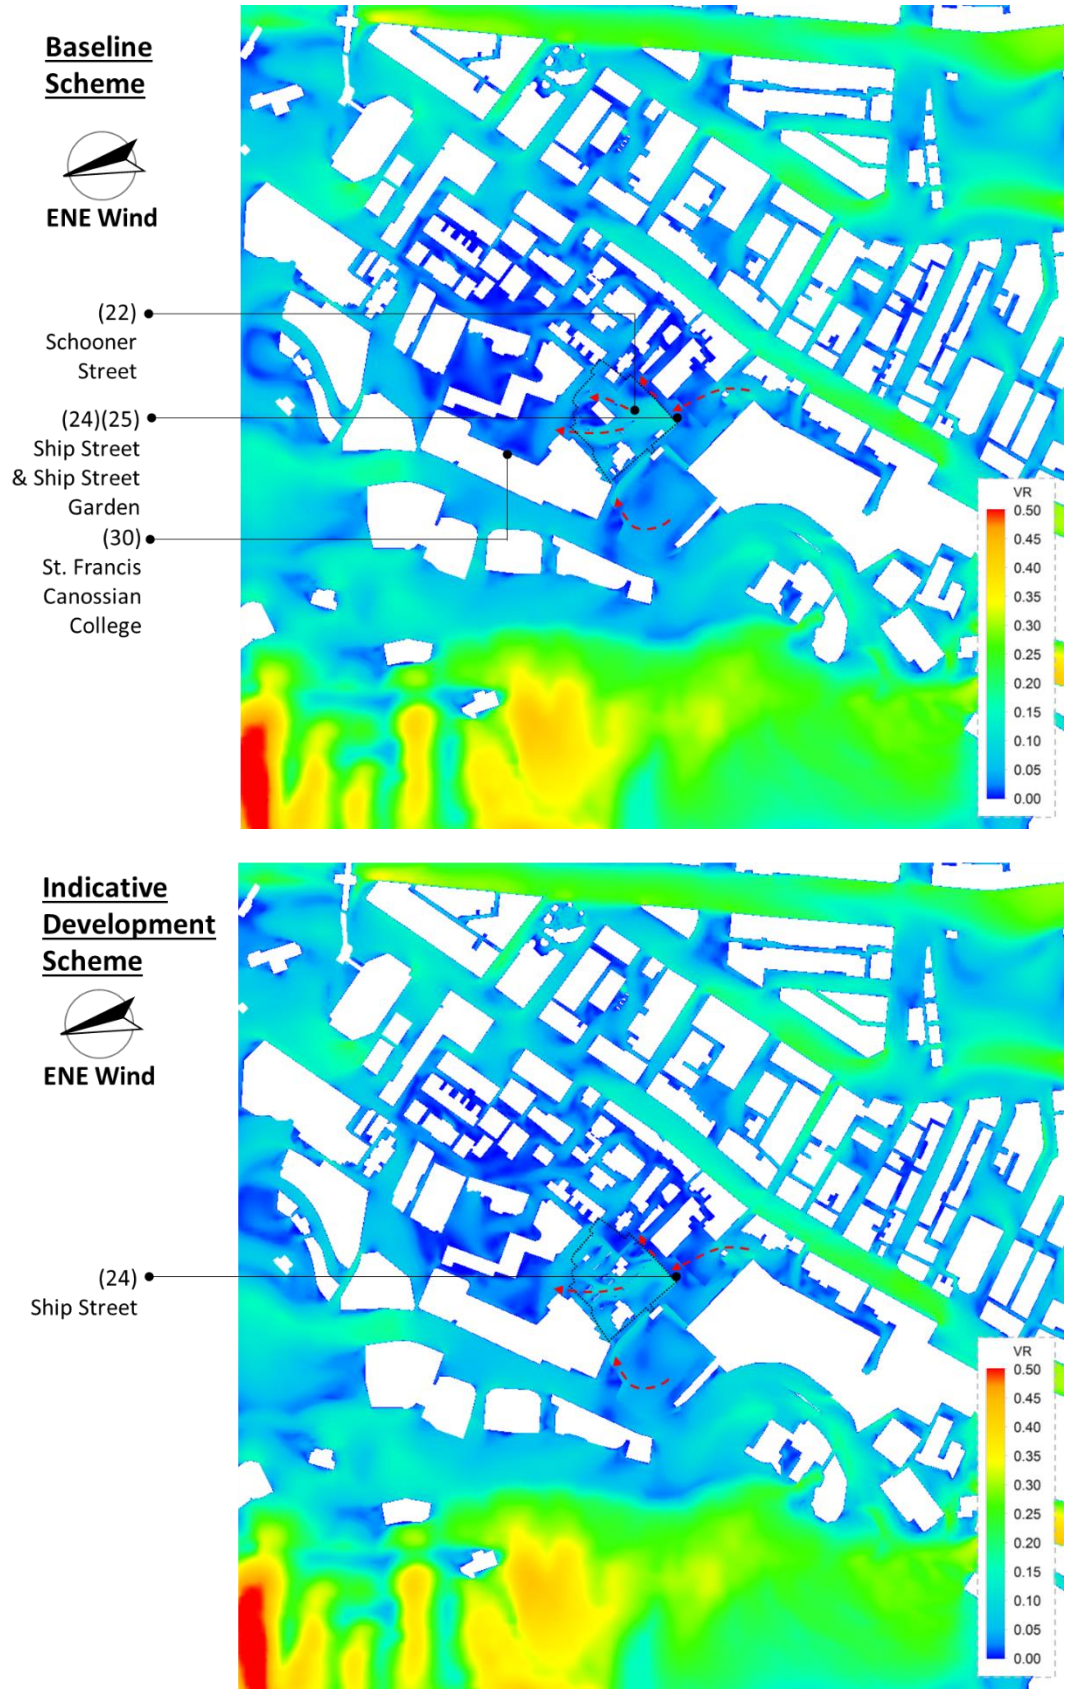 Baseline
Scheme
ENE Wind
(22)
Schooner
Street
(24)(25)
Ship Street
& Ship Street
Garden
(30)
St. Francis
Canossian
College
VR
0.50
0.45
0.40
0.35
0.30
0.25
0.20
0.15
0.10
0.05
0.00
Indicative
Development
Scheme
ENE Wind
(24)
Ship Street
VR
0.50
0.45
0.40
0.35
0.30
0.25
0.20
0.15
0.10
0.05
0.00